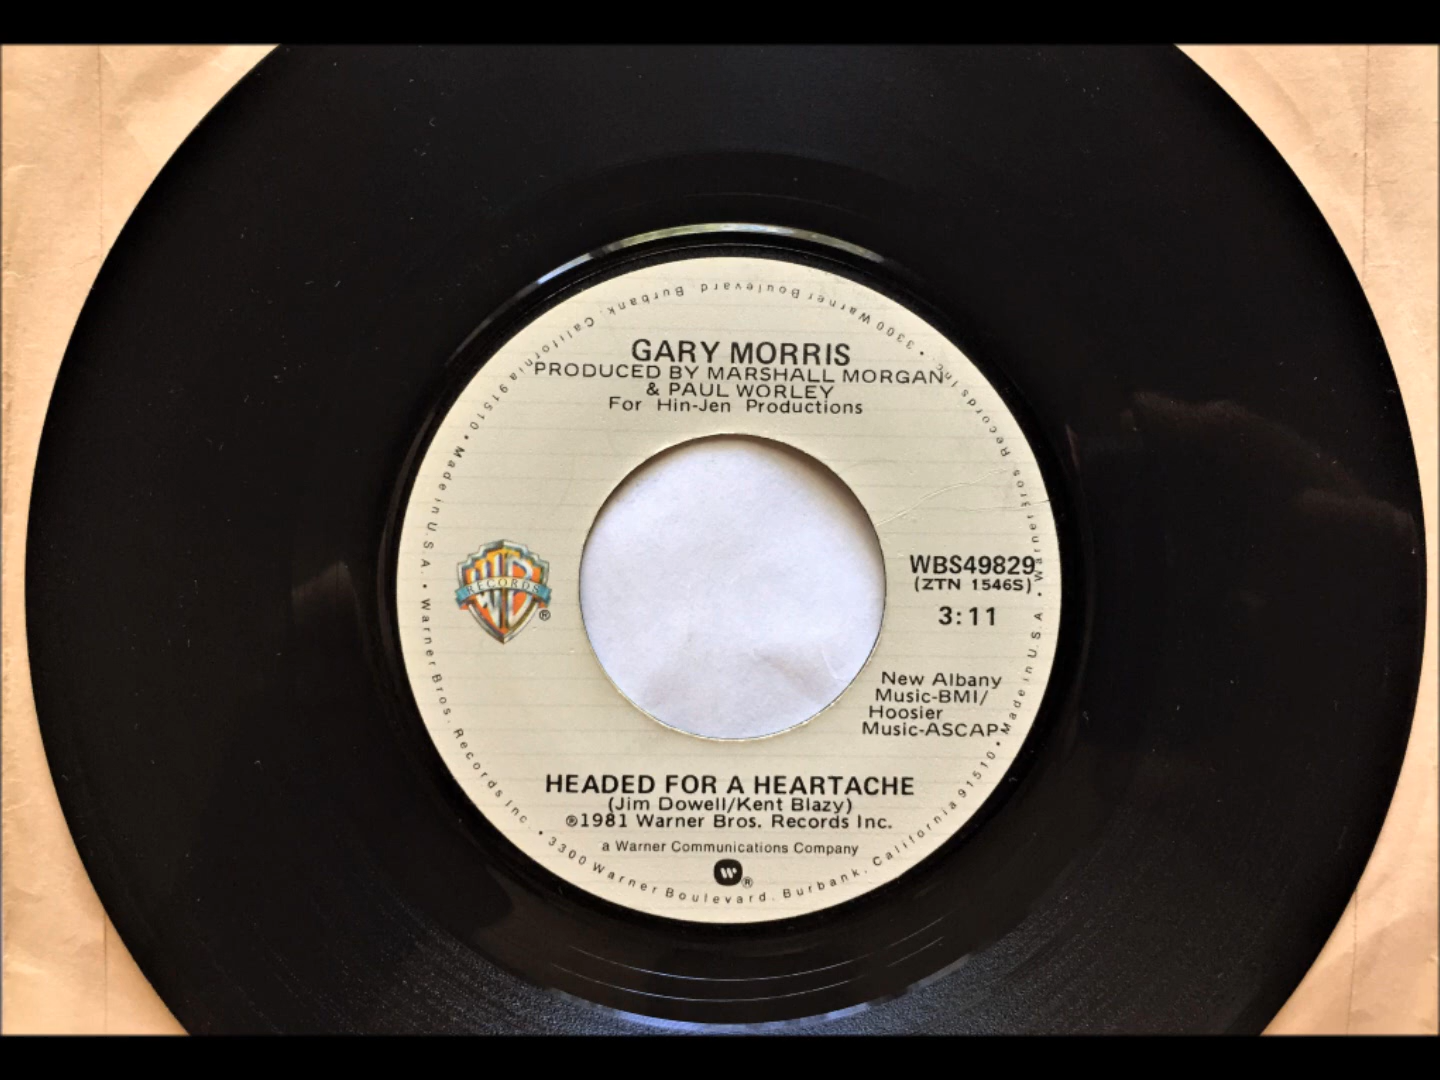 GARY MORRIS
PRODUCED BY MARSHALL MORGAN
& PAUL WORLEY
For Hin-Jen Productions
RECORDS
®
WBS49829
(ZTN 1546S)
3:11
New Albany
Music-BMI/
Hoosier
Music-ASCAP
HEADED FOR A HEARTACHE
(Jim Dowell/Kent Blazy)
℗1981 Warner Bros. Records Inc.
a Warner Communications Company
®
Made in U.S.A. • Warner Bros. Records Inc. • 3300 Warner Boulevard, Burbank, California 91510 • Made in U.S.A. • Warner Bros. Records Inc. • 3300 Warner Boulevard Burbank, California 91510 •